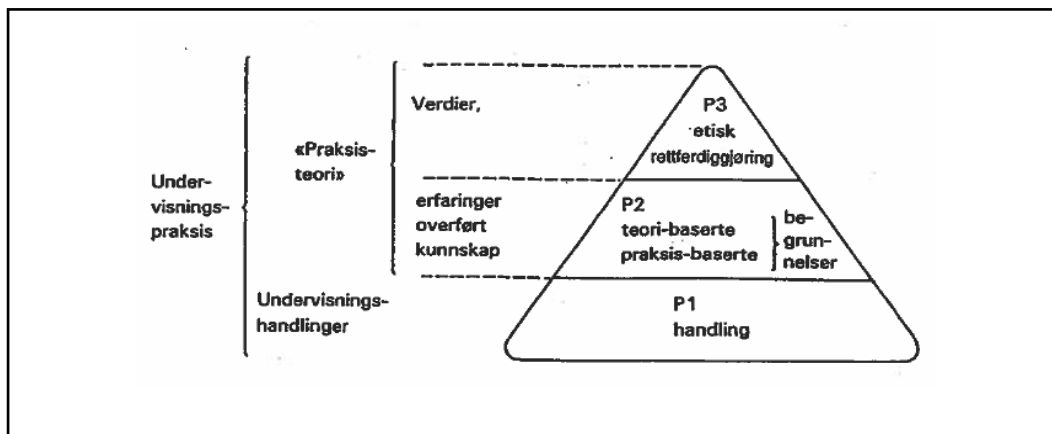 Under-
visnings-
praksis
«Praksis-
teori»
Undervisnings-
handlinger
Verdier,
erfaringer
overført
kunnskap
P3
etisk
rettferdiggjøring
P2
teori-baserte
praksis-baserte
be-
grun-
nelser
P1
handling